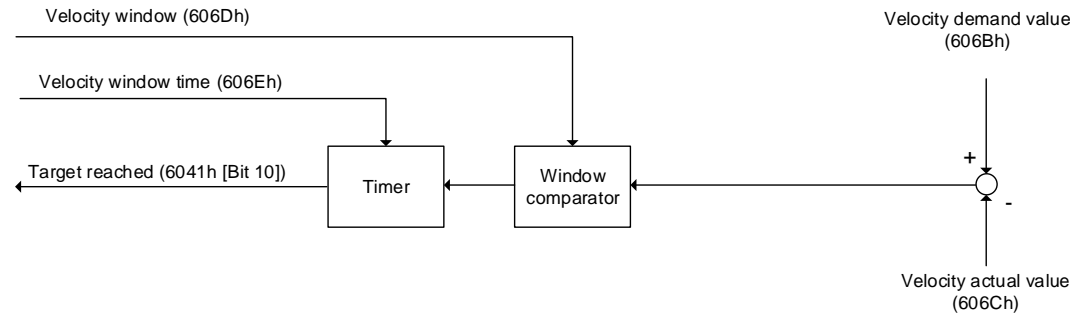 Velocity window (606Dh)
Velocity demand value
(606Bh)
Velocity window time (606Eh)
Target reached (6041h [Bit 10])
Timer
Window
comparator
+
-
Velocity actual value
(606Ch)